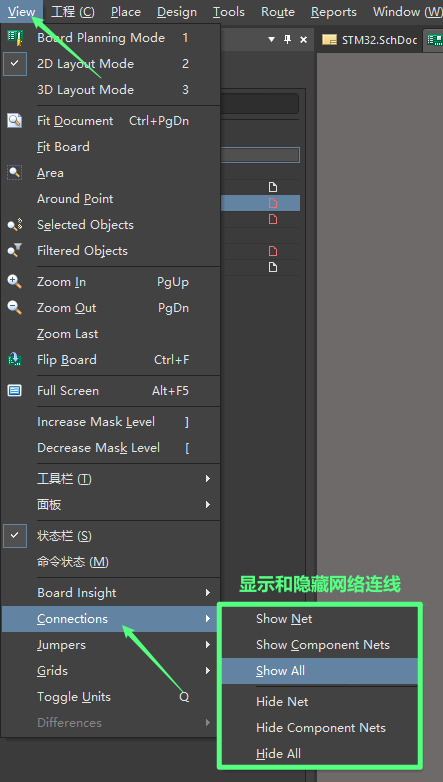 View 工程 (C) Place Design Tools Route Reports Window (W)
Board Planning Mode 1
2D Layout Mode 2
3D Layout Mode 3
STM32.SchDoc
Fit Document Ctrl+PgDn
Fit Board
Area
Around Point
Selected Objects
Filtered Objects
Zoom In PgUp
Zoom Out PgDn
Zoom Last
Flip Board Ctrl+F
Full Screen Alt+F5
Increase Mask Level ]
Decrease Mask Level [
工具栏 (T)
面板
状态栏 (S)
命令状态 (M)
Board Insight
Connections
Jumpers
Grids
Toggle Units Q
Differences
显示和隐藏网络连线
Show Net
Show Component Nets
Show All
Hide Net
Hide Component Nets
Hide All